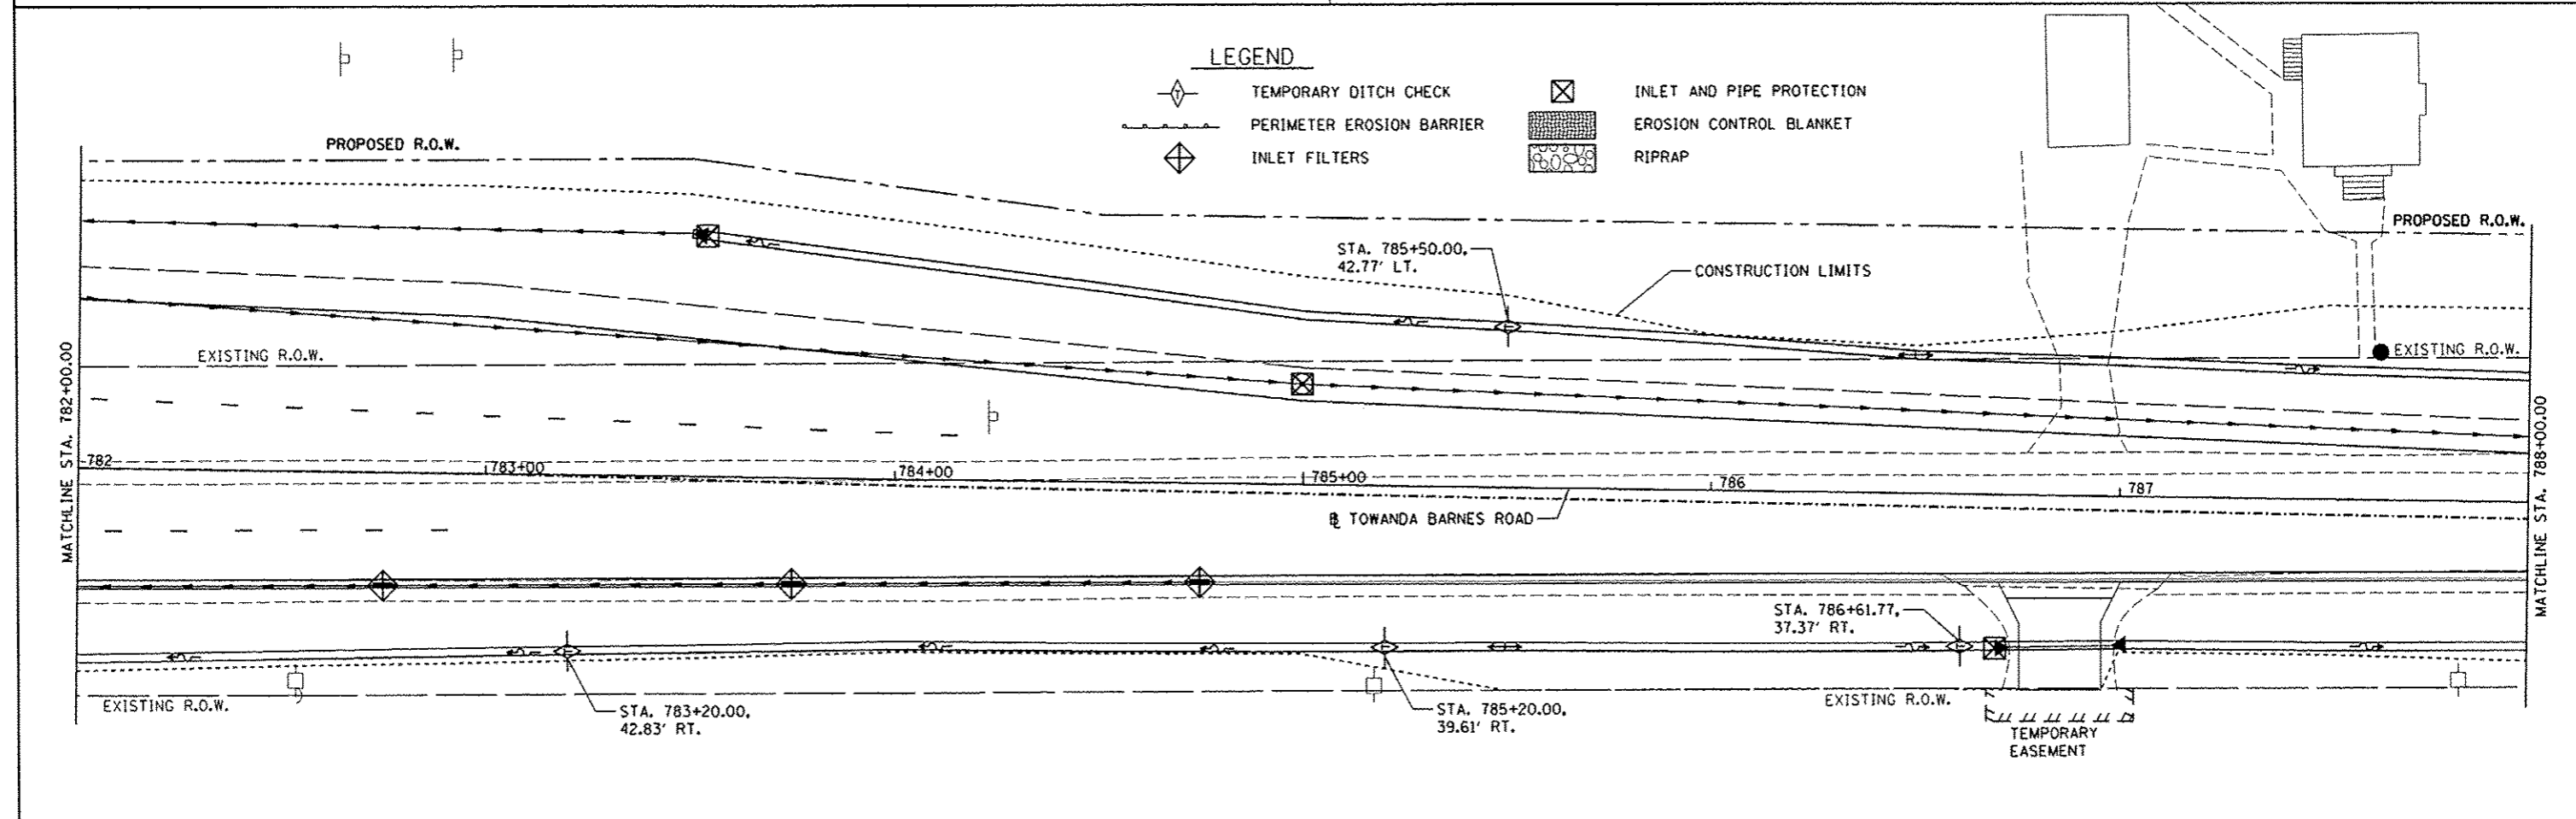 LEGEND
T TEMPORARY DITCH CHECK
INLET AND PIPE PROTECTION
PERIMETER EROSION BARRIER
EROSION CONTROL BLANKET
INLET FILTERS
RIPRAP
PROPOSED R.O.W.
PROPOSED R.O.W.
STA. 785+50.00,
42.77' LT.
CONSTRUCTION LIMITS
EXISTING R.O.W.
EXISTING R.O.W.
MATCHLINE STA. 782+00.00
MATCHLINE STA. 788+00.00
782
783+00
784+00
785+00
786
787
℄ TOWANDA BARNES ROAD
STA. 786+61.77,
37.37' RT.
EXISTING R.O.W.
STA. 783+20.00,
42.83' RT.
STA. 785+20.00,
39.61' RT.
EXISTING R.O.W.
TEMPORARY
EASEMENT